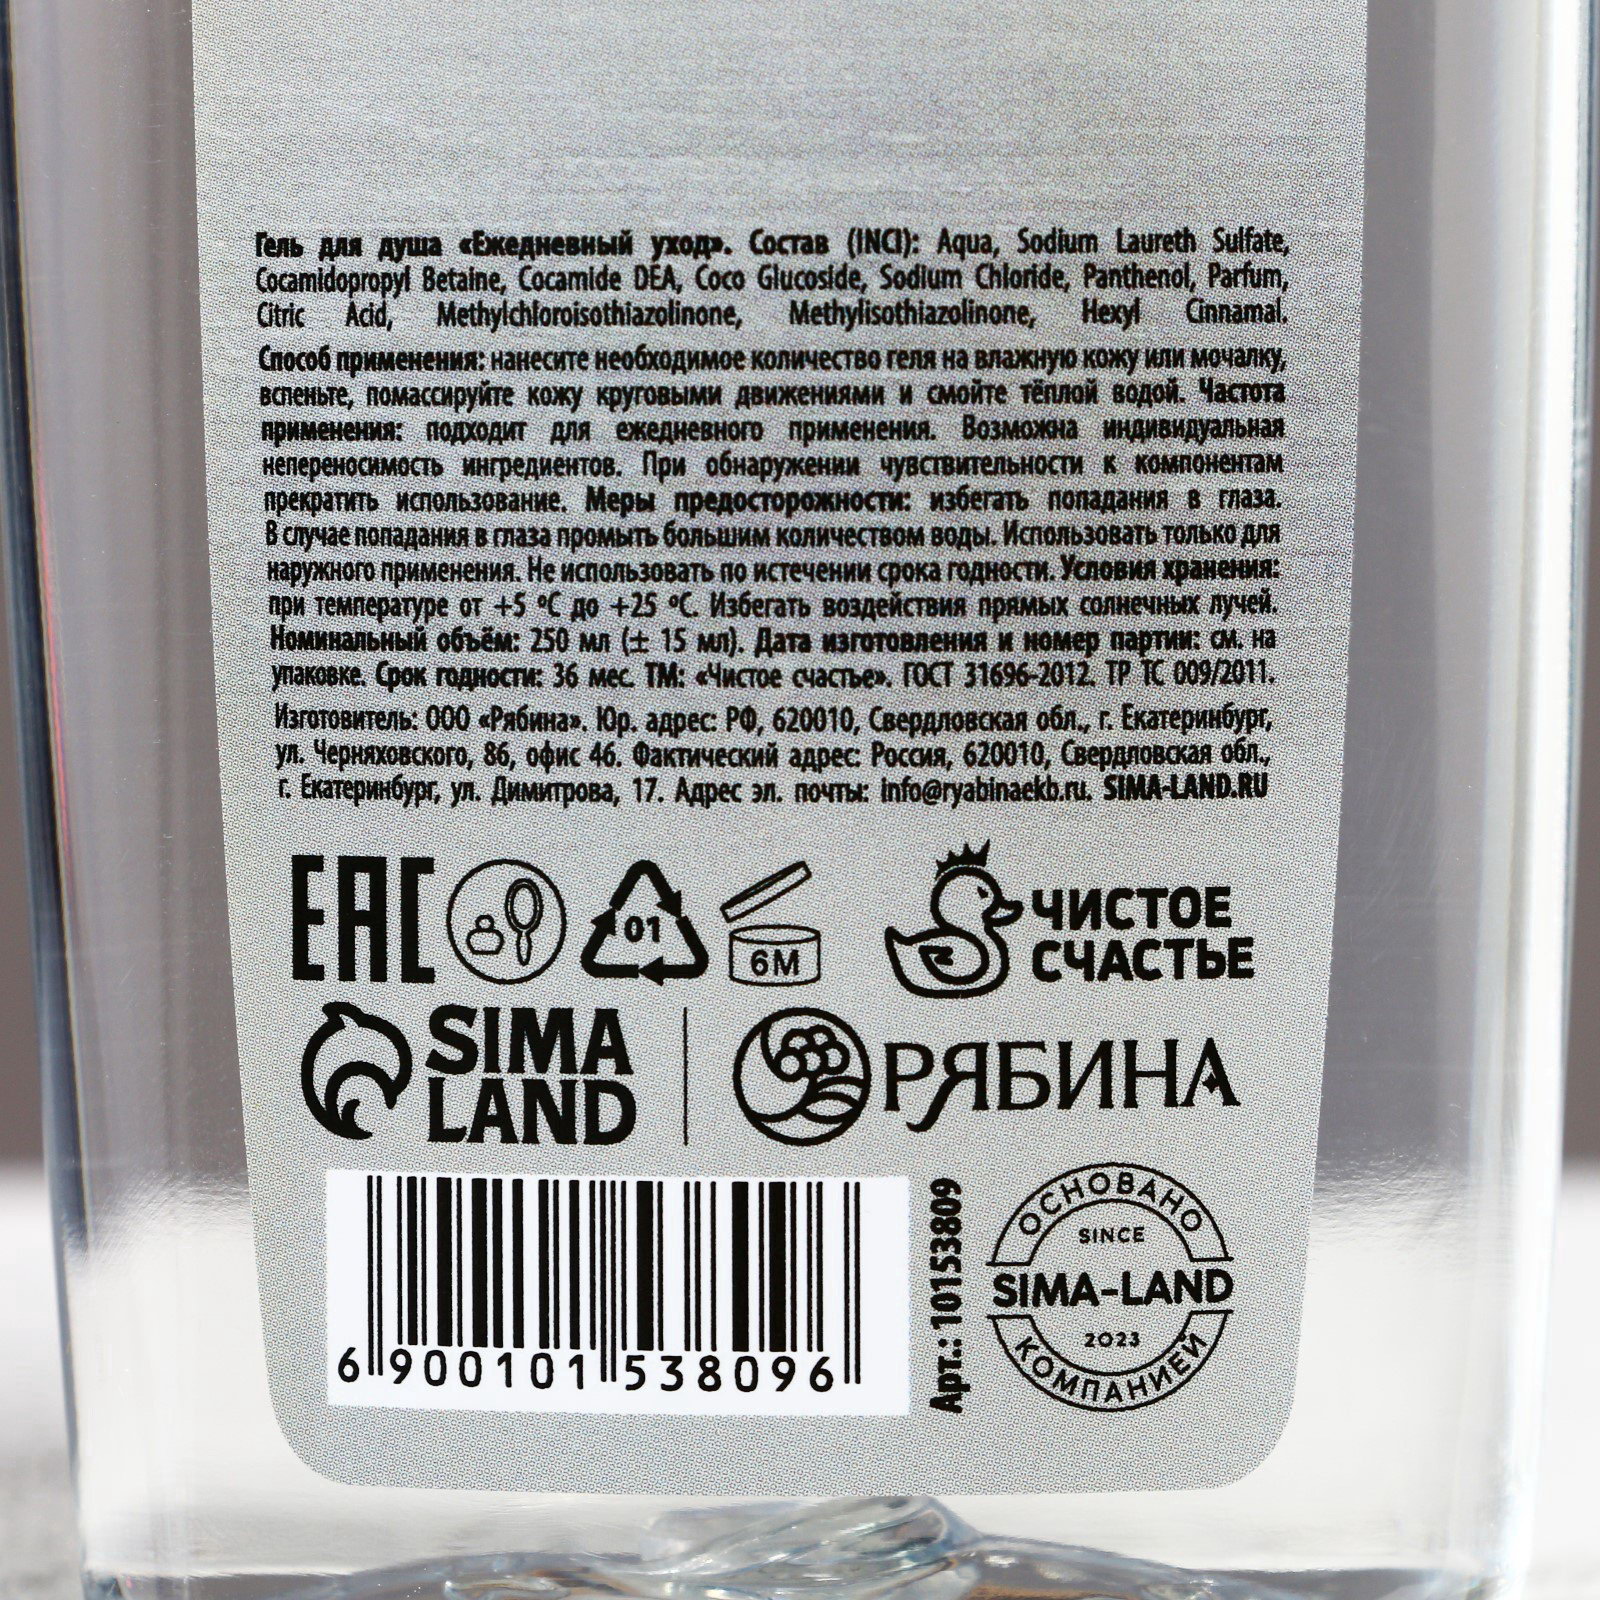 Гель для душа «Ежедневный уход». Состав (INCI): Aqua, Sodium Laureth Sulfate,
Cocamidopropyl Betaine, Cocamide DEA, Coco Glucoside, Sodium Chloride, Panthenol, Parfum,
Citric Acid, Methylchloroisothiazolinone, Methylisothiazolinone, Hexyl Cinnamal.
Способ применения: нанесите необходимое количество геля на влажную кожу или мочалку,
вспеньте, помассируйте кожу круговыми движениями и смойте тёплой водой. Частота
применения: подходит для ежедневного применения. Возможна индивидуальная
непереносимость ингредиентов. При обнаружении чувствительности к компонентам
прекратить использование. Меры предосторожности: избегать попадания в глаза.
В случае попадания в глаза промыть большим количеством воды. Использовать только для
наружного применения. Не использовать по истечении срока годности. Условия хранения:
при температуре от +5 °С до +25 °С. Избегать воздействия прямых солнечных лучей.
Номинальный объём: 250 мл (± 15 мл). Дата изготовления и номер партии: см. на
упаковке. Срок годности: 36 мес. ТМ: «Чистое счастье». ГОСТ 31696-2012. ТР ТС 009/2011.
Изготовитель: ООО «Рябина». Юр. адрес: РФ, 620010, Свердловская обл., г. Екатеринбург,
ул. Черняховского, 86, офис 46. Фактический адрес: Россия, 620010, Свердловская обл.,
г. Екатеринбург, ул. Димитрова, 17. Адрес эл. почты: info@ryabinaekb.ru. SIMA-LAND.RU
EAC
01
6M
ЧИСТОЕ
СЧАСТЬЕ
SIMA
LAND
РЯБИНА
6 900101 538096
Арт.: 10153809
ОСНОВАНО
SINCE
SIMA-LAND
2023
КОМПАНИЕЙ